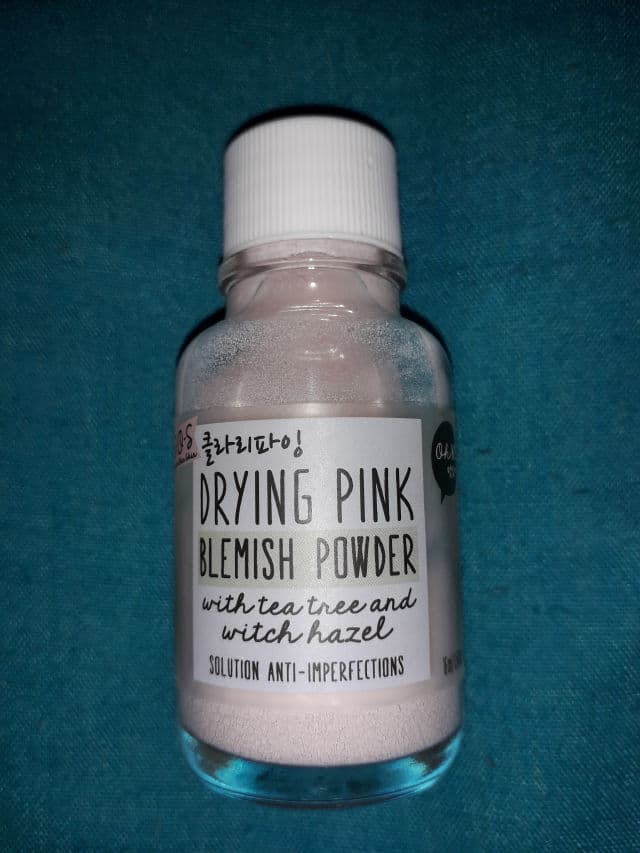 클라리파잉
DRYING PINK
BLEMISH POWDER
with tea tree and
witch hazel
SOLUTION ANTI-IMPERFECTIONS